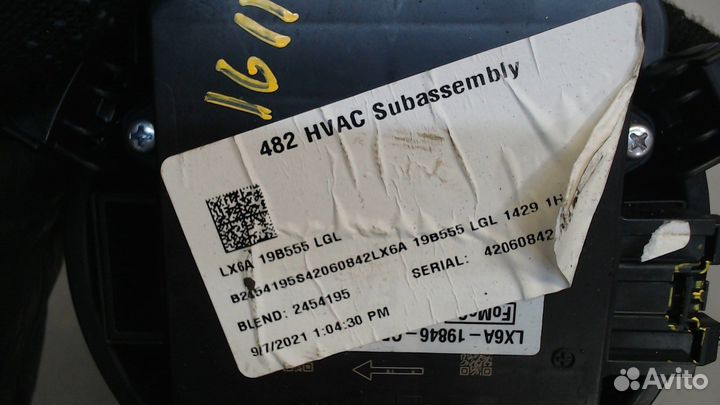 482 HVAC Subassembly
LX6A 19B555 LGL
B2454195S42060842LX6A 19B555 LGL 1429 1H
BLEND: 2454195 SERIAL: 42060842
9/7/2021 1:04:30 PM
LX6A-19846-
FoMoCo
Avito